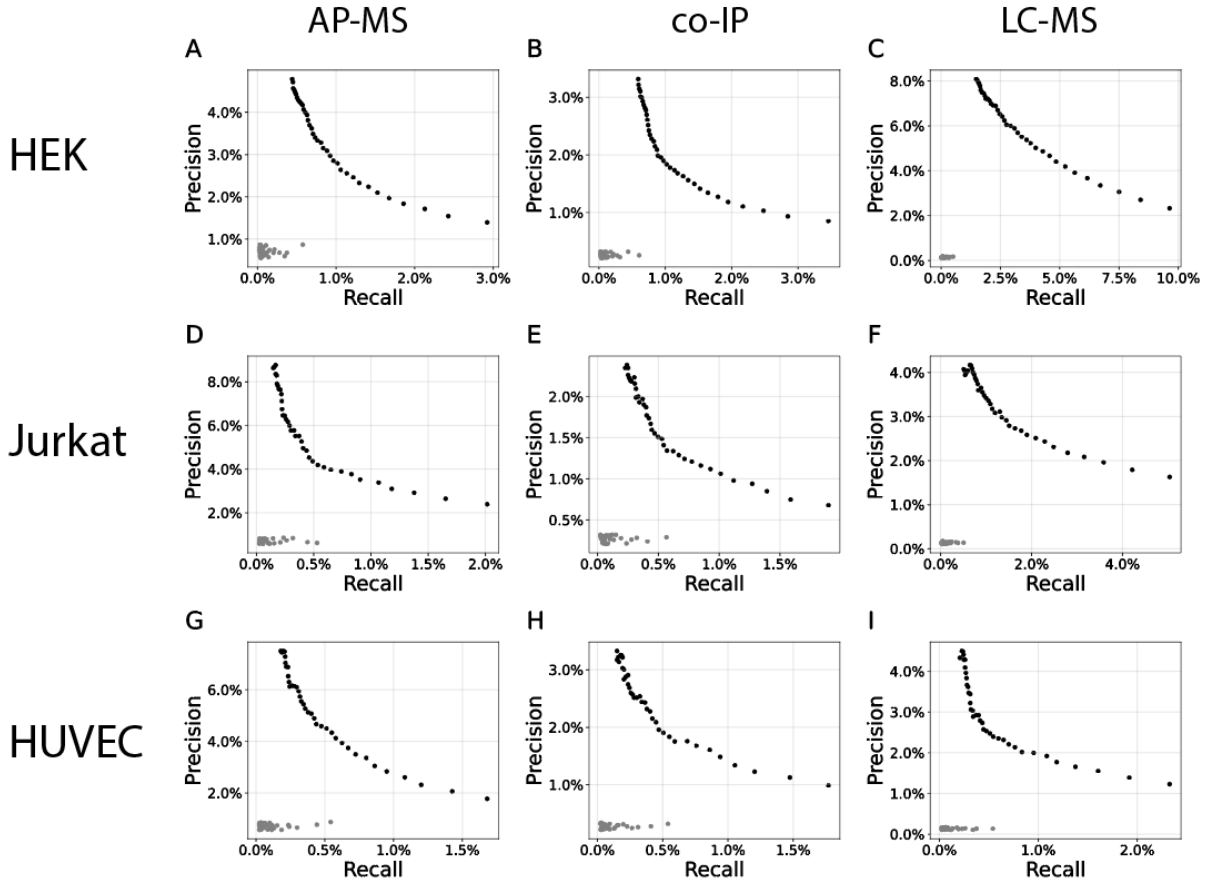 AP-MS co-IP LC-MS
HEK
A
Precision
4.0%
3.0%
2.0%
1.0%
0.0% 1.0% 2.0% 3.0%
Recall
B
Precision
3.0%
2.0%
1.0%
0.0% 1.0% 2.0% 3.0%
Recall
C
Precision
8.0%
6.0%
4.0%
2.0%
0.0%
0.0% 2.5% 5.0% 7.5% 10.0%
Recall
Jurkat
D
Precision
8.0%
6.0%
4.0%
2.0%
0.0% 0.5% 1.0% 1.5% 2.0%
Recall
E
Precision
2.0%
1.5%
1.0%
0.5%
0.0% 0.5% 1.0% 1.5%
Recall
F
Precision
4.0%
3.0%
2.0%
1.0%
0.0%
0.0% 2.0% 4.0%
Recall
HUVEC
G
Precision
6.0%
4.0%
2.0%
0.0% 0.5% 1.0% 1.5%
Recall
H
Precision
3.0%
2.0%
1.0%
0.0% 0.5% 1.0% 1.5%
Recall
I
Precision
4.0%
3.0%
2.0%
1.0%
0.0%
0.0% 1.0% 2.0%
Recall